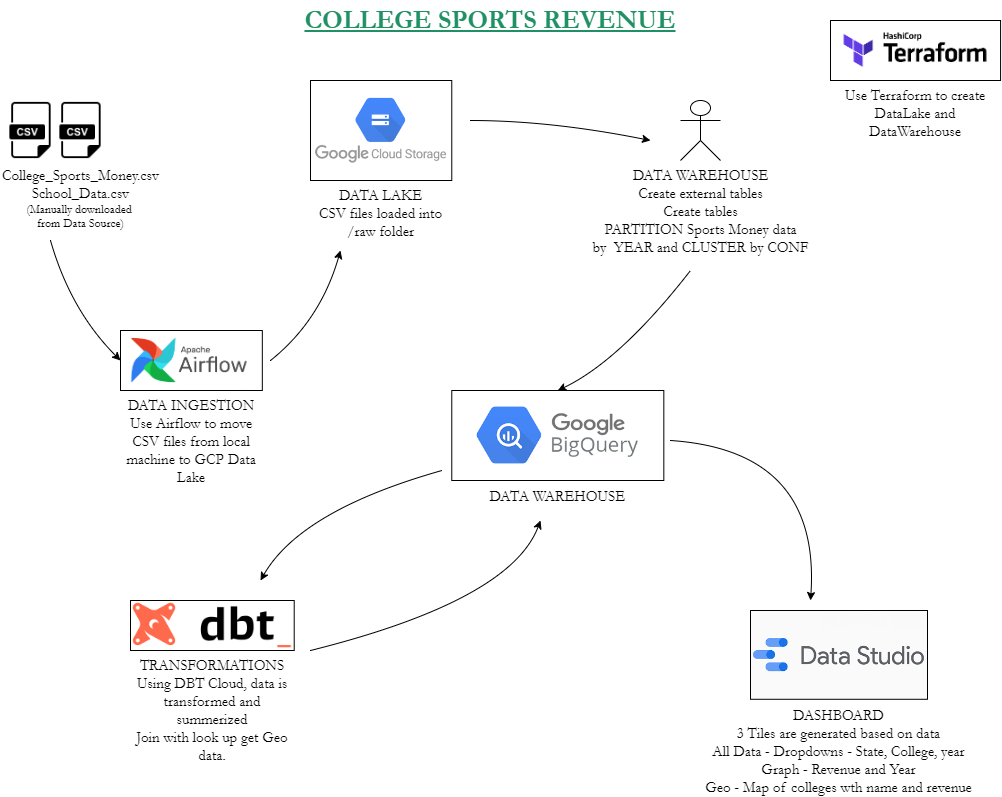 COLLEGE SPORTS REVENUE
HashiCorp
Terraform
Use Terraform to create
DataLake and
DataWarehouse
CSV CSV
College_Sports_Money.csv
School_Data.csv
(Manually downloaded
from Data Source)
Google Cloud Storage
DATA LAKE
CSV files loaded into
/raw folder
DATA WAREHOUSE
Create external tables
Create tables
PARTITION Sports Money data
by YEAR and CLUSTER by CONF
Apache
Airflow
DATA INGESTION
Use Airflow to move
CSV files from local
machine to GCP Data
Lake
Google
BigQuery
DATA WAREHOUSE
dbt_
TRANSFORMATIONS
Using DBT Cloud, data is
transformed and
summerized
Join with look up get Geo
data.
Data Studio
DASHBOARD
3 Tiles are generated based on data
All Data - Dropdowns - State, College, year
Graph - Revenue and Year
Geo - Map of colleges wth name and revenue